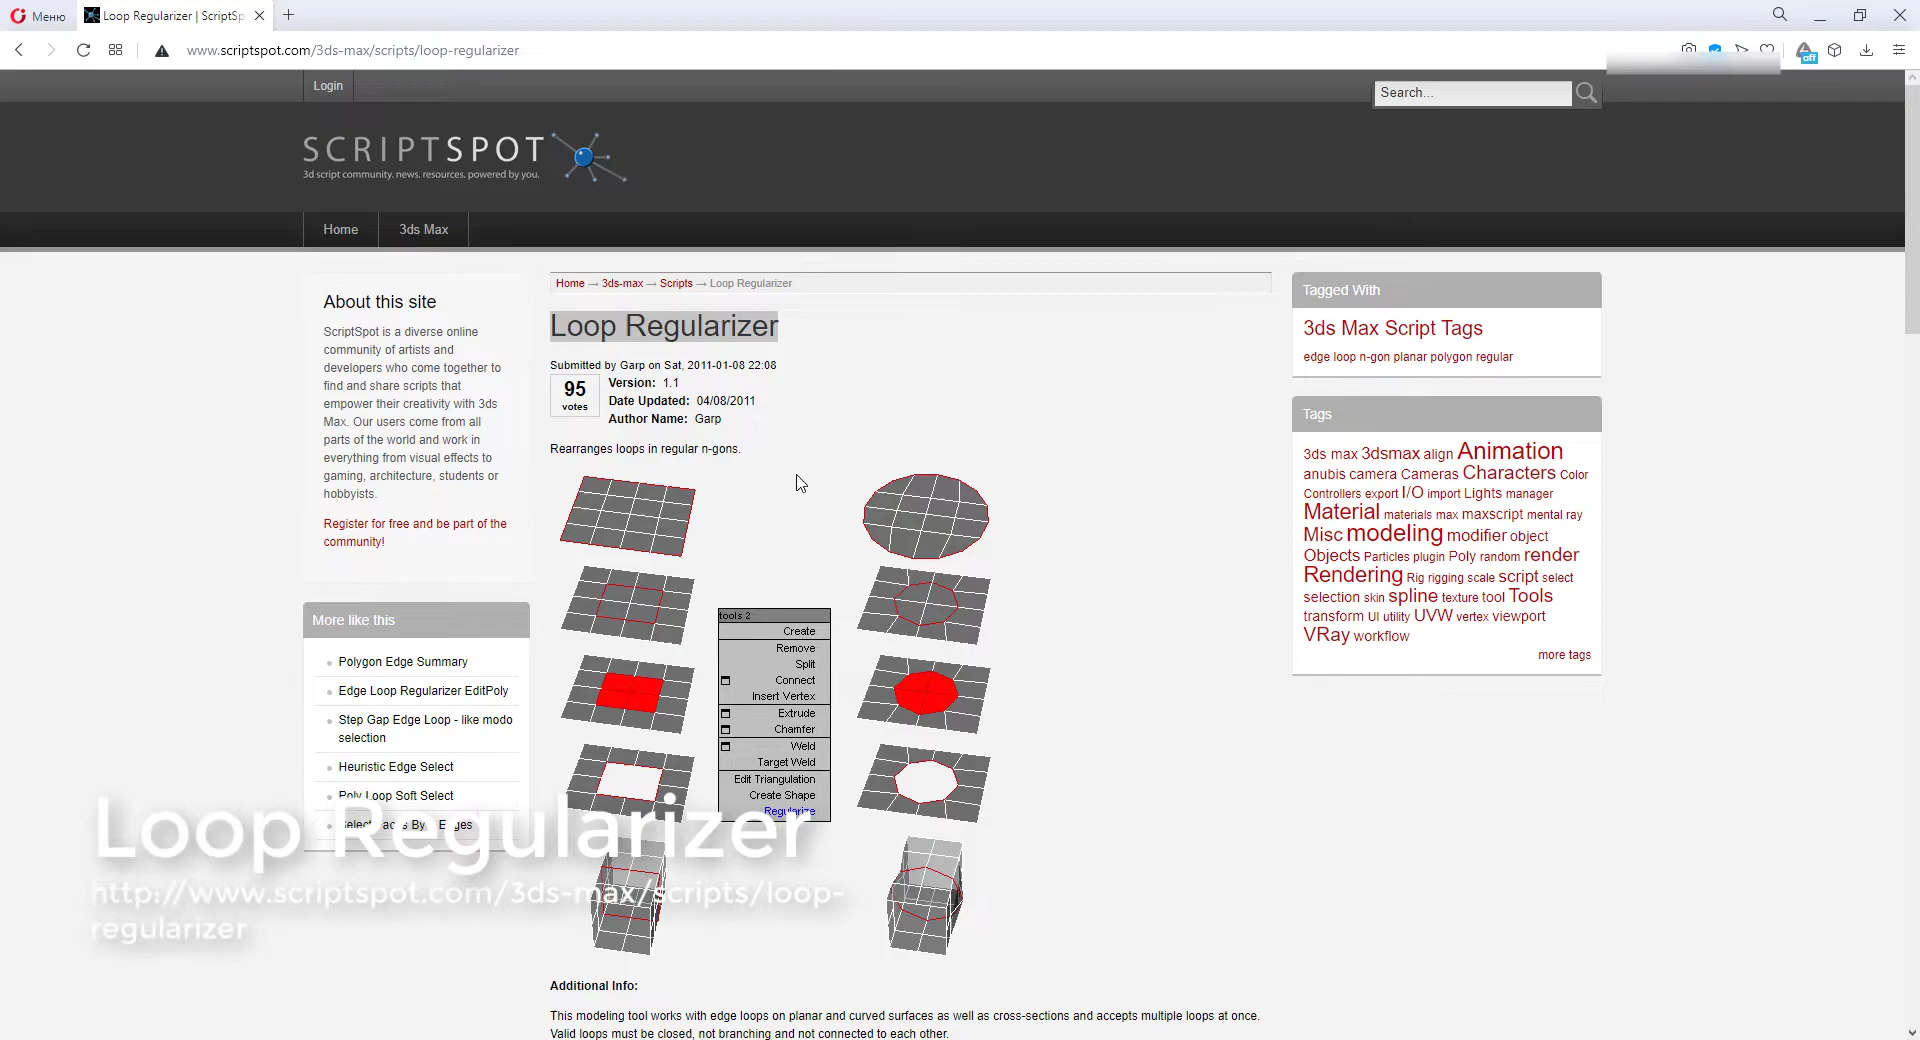 Меню
Loop Regularizer | ScriptSp
www.scriptspot.com/3ds-max/scripts/loop-regularizer
off
Login
Search...
SCRIPTSPOT
3d script community. news. resources. powered by you.
Home
3ds Max
About this site
ScriptSpot is a diverse online
community of artists and
developers who come together to
find and share scripts that
empower their creativity with 3ds
Max. Our users come from all
parts of the world and work in
everything from visual effects to
gaming, architecture, students or
hobbyists.
Register for free and be part of the
community!
More like this
Polygon Edge Summary
Edge Loop Regularizer EditPoly
Step Gap Edge Loop - like modo
selection
Heuristic Edge Select
Poly Loop Soft Select
Home → 3ds-max → Scripts → Loop Regularizer
Loop Regularizer
Submitted by Garp on Sat, 2011-01-08 22:08
95
votes
Version: 1.1
Date Updated: 04/08/2011
Author Name: Garp
Rearranges loops in regular n-gons.
tools 2
Create
Remove
Split
Connect
Insert Vertex
Extrude
Chamfer
Weld
Target Weld
Edit Triangulation
Create Shape
Regularize
Loop Regularizer
http://www.scriptspot.com/3ds-max/scripts/loop-
regularizer
Additional Info:
This modeling tool works with edge loops on planar and curved surfaces as well as cross-sections and accepts multiple loops at once.
Valid loops must be closed, not branching and not connected to each other.
Tagged With
3ds Max Script Tags
edge loop n-gon planar polygon regular
Tags
3ds max 3dsmax align Animation
anubis camera Cameras Characters Color
Controllers export I/O import Lights manager
Material materials max maxscript mental ray
Misc modeling modifier object
Objects Particles plugin Poly random render
Rendering Rig rigging scale script select
selection skin spline texture tool Tools
transform UI utility UVW vertex viewport
VRay workflow
more tags